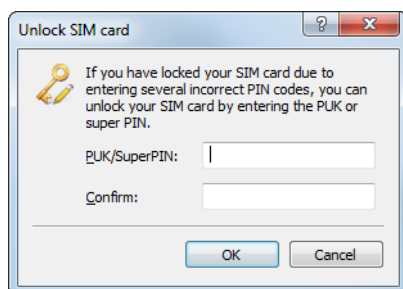 Unlock SIM card
If you have locked your SIM card due to
entering several incorrect PIN codes, you can
unlock your SIM card by entering the PUK or
super PIN.
PUK/SuperPIN:
Confirm:
OK Cancel